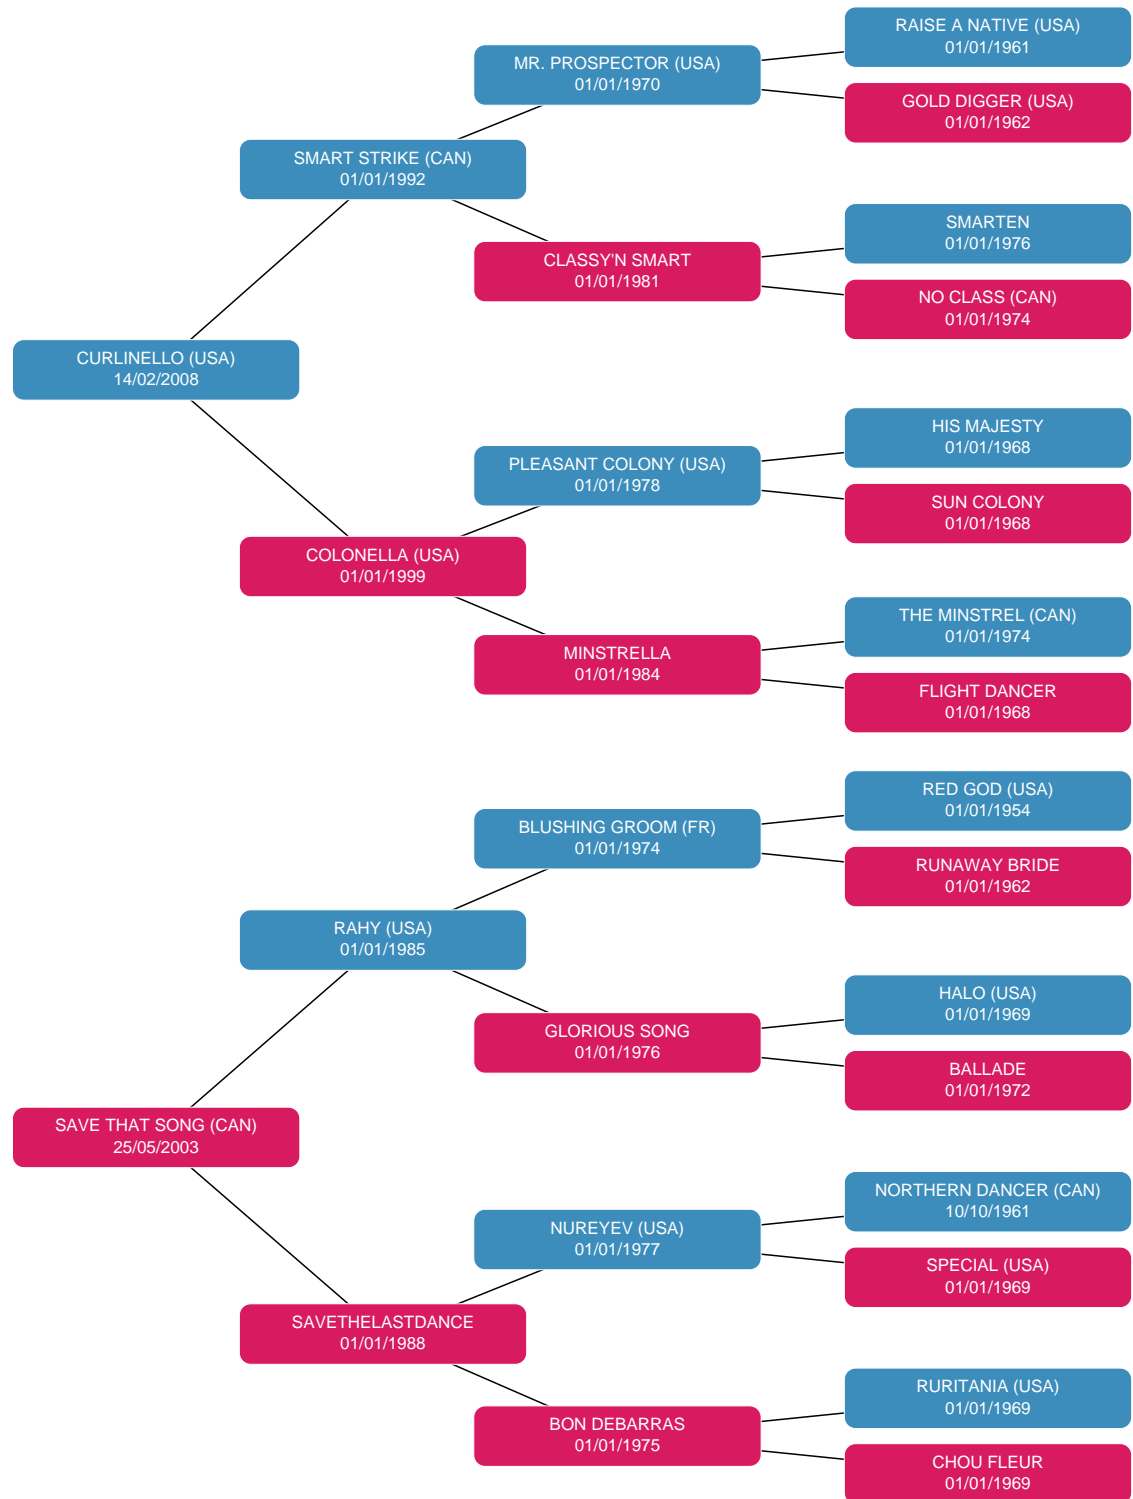 RAISE A NATIVE (USA)
01/01/1961
MR. PROSPECTOR (USA)
01/01/1970
GOLD DIGGER (USA)
01/01/1962
SMART STRIKE (CAN)
01/01/1992
SMARTEN
01/01/1976
CLASSY'N SMART
01/01/1981
NO CLASS (CAN)
01/01/1974
CURLINELLO (USA)
14/02/2008
HIS MAJESTY
01/01/1968
PLEASANT COLONY (USA)
01/01/1978
SUN COLONY
01/01/1968
COLONELLA (USA)
01/01/1999
THE MINSTREL (CAN)
01/01/1974
MINSTRELLA
01/01/1984
FLIGHT DANCER
01/01/1968
RED GOD (USA)
01/01/1954
BLUSHING GROOM (FR)
01/01/1974
RUNAWAY BRIDE
01/01/1962
RAHY (USA)
01/01/1985
HALO (USA)
01/01/1969
GLORIOUS SONG
01/01/1976
BALLADE
01/01/1972
SAVE THAT SONG (CAN)
25/05/2003
NORTHERN DANCER (CAN)
10/10/1961
NUREYEV (USA)
01/01/1977
SPECIAL (USA)
01/01/1969
SAVETHELASTDANCE
01/01/1988
RURITANIA (USA)
01/01/1969
BON DEBARRAS
01/01/1975
CHOU FLEUR
01/01/1969